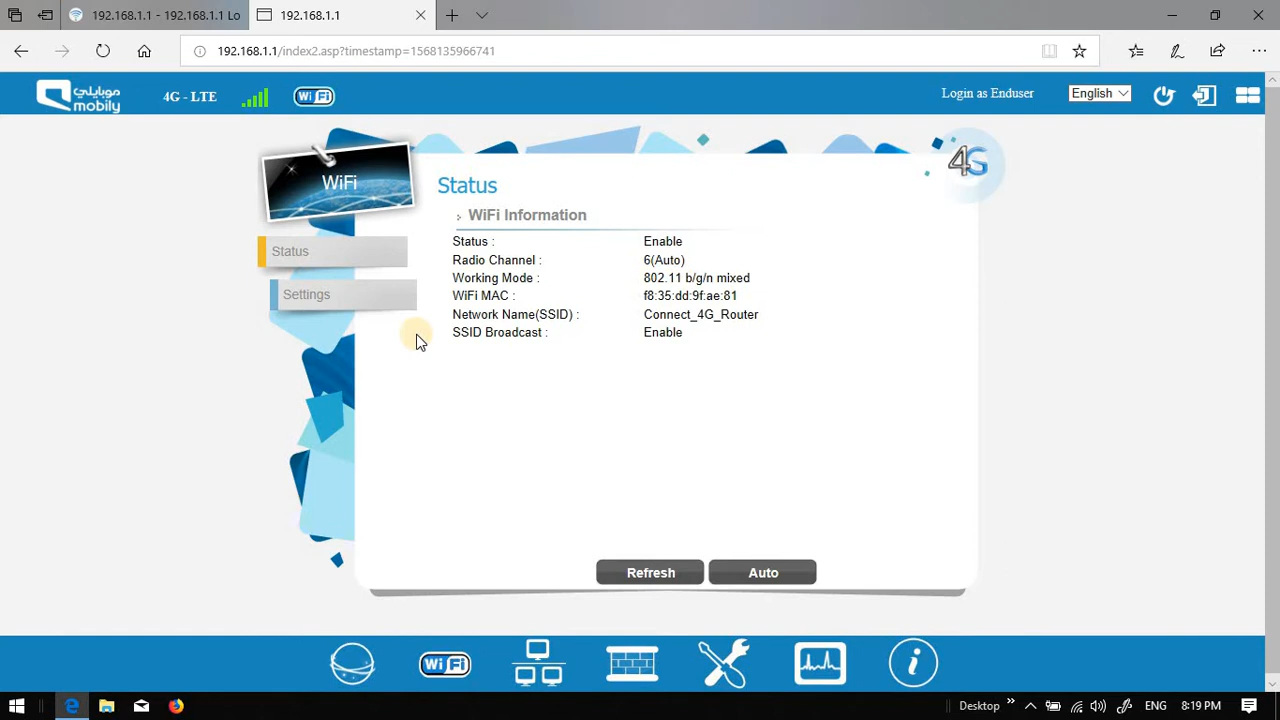 192.168.1.1 - 192.168.1.1 Lo
192.168.1.1
192.168.1.1/index2.asp?timestamp=1568135966741
موبايلي
mobily
4G - LTE
WiFi
Login as Enduser
English
WiFi
4G
Status
WiFi Information
Status
Settings
Status : Enable
Radio Channel : 6(Auto)
Working Mode : 802.11 b/g/n mixed
WiFi MAC : f8:35:dd:9f:ae:81
Network Name(SSID) : Connect_4G_Router
SSID Broadcast : Enable
Refresh Auto
WiFi
i
Desktop ENG 8:19 PM